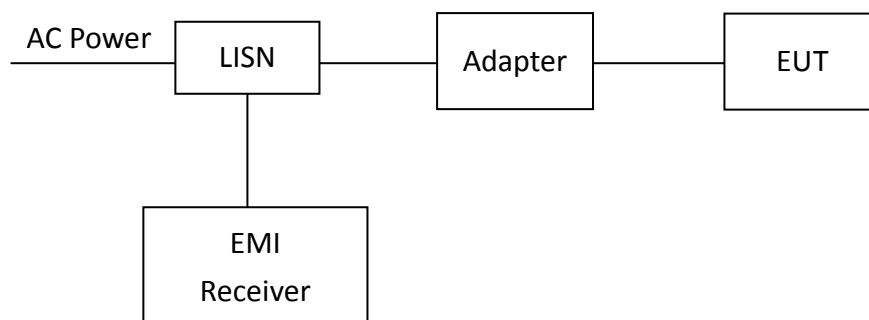 AC Power
LISN
Adapter
EUT
EMI
Receiver